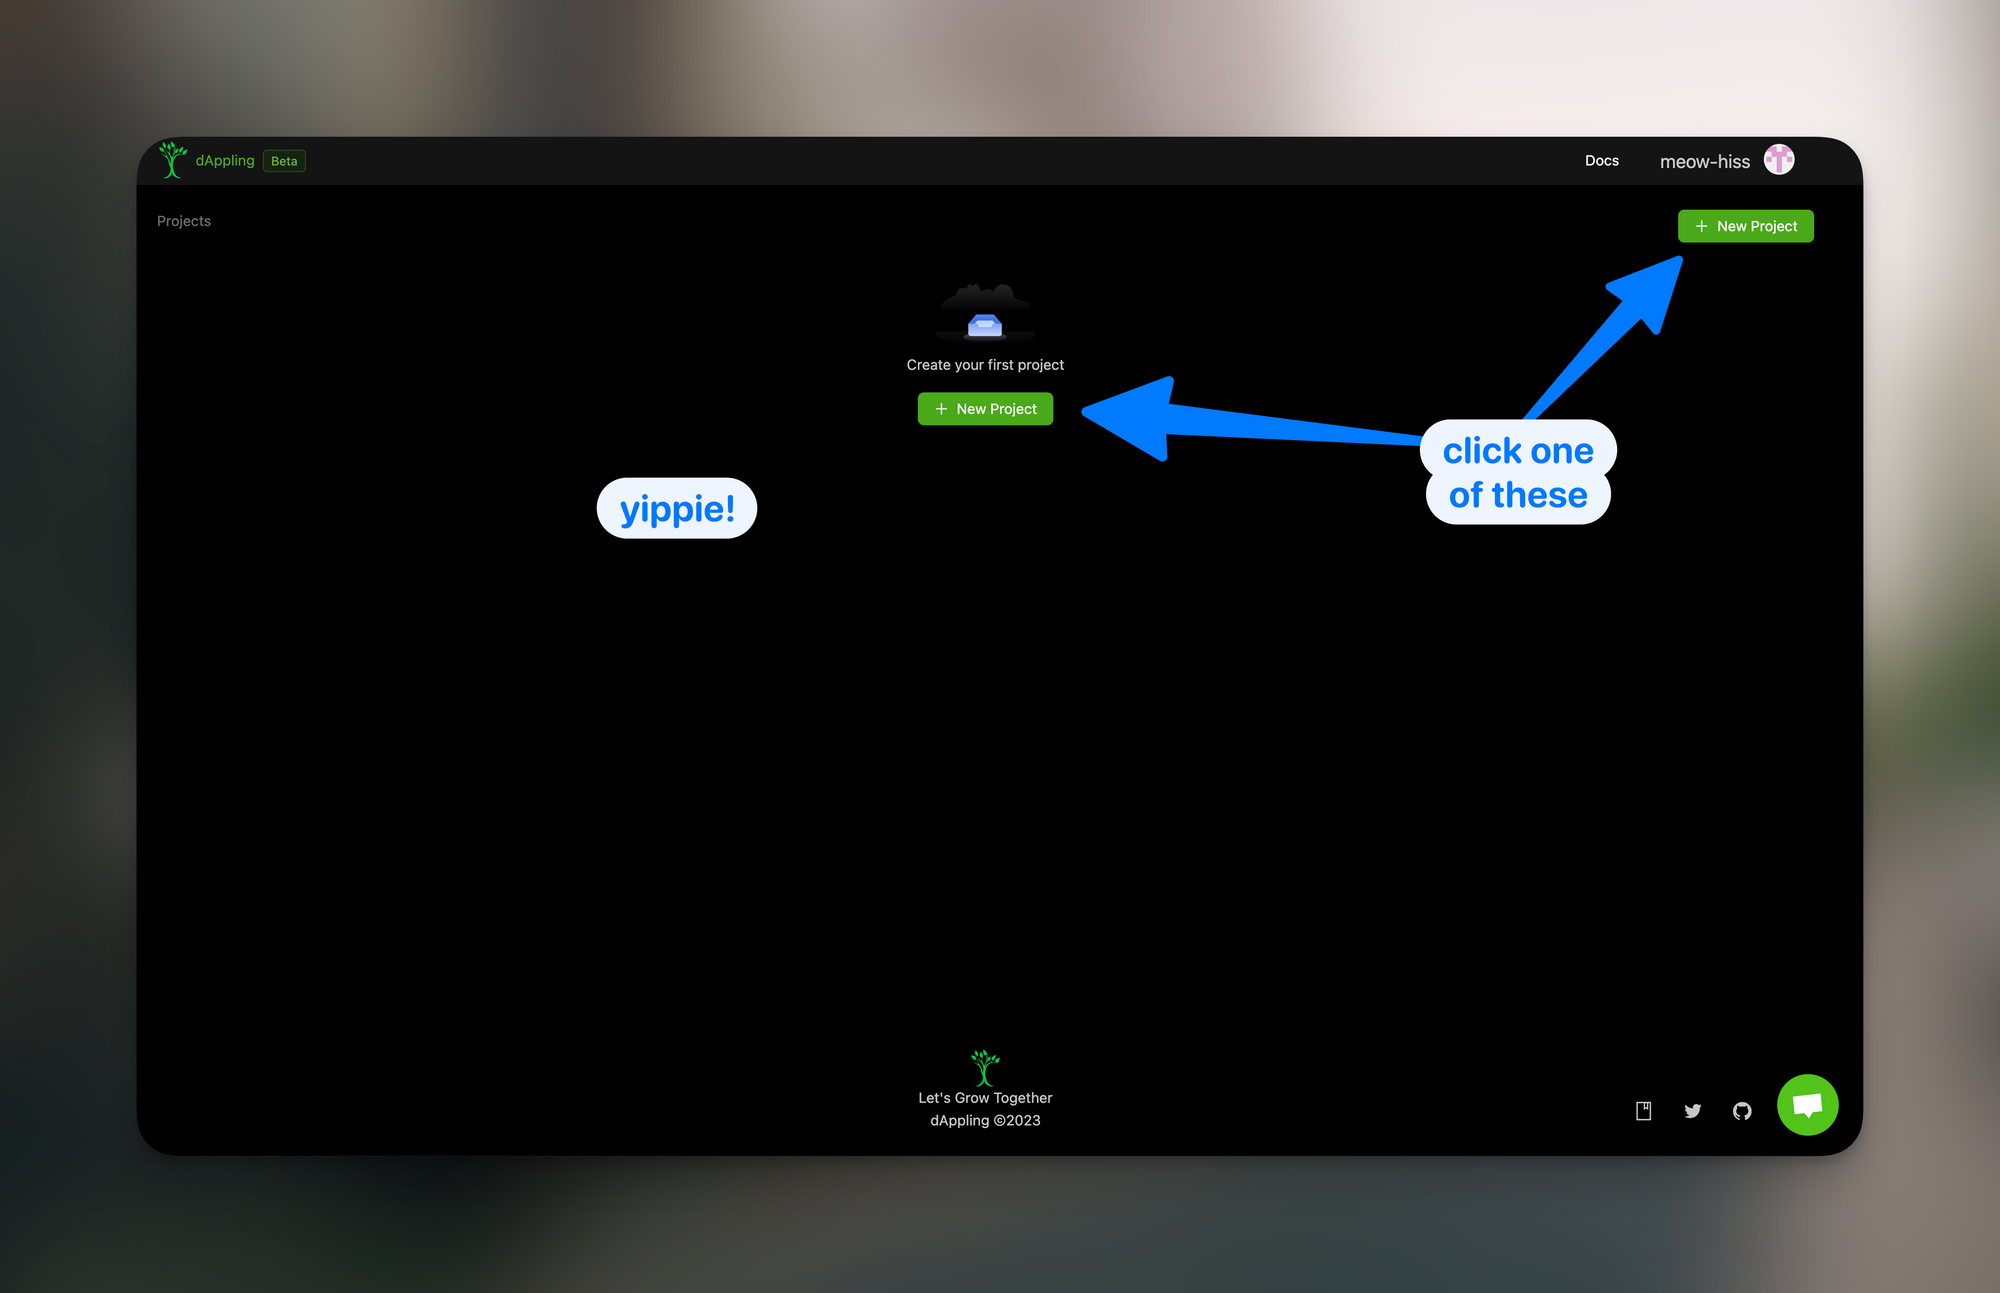 dAppling Beta
Docs
meow-hiss
Projects
New Project
Create your first project
New Project
click one
of these
yippie!
Let's Grow Together
dAppling ©2023